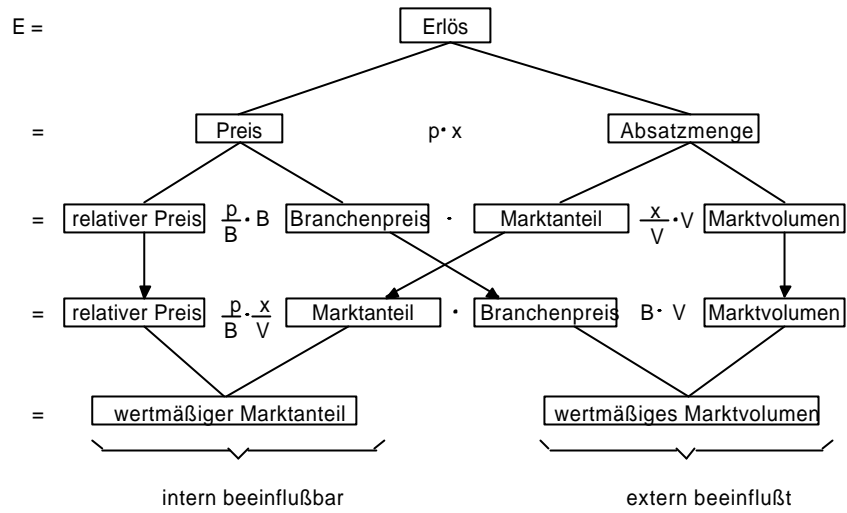 E = Erlös
= Preis p · x Absatzmenge
= relativer Preis p/B · B Branchenpreis · Marktanteil x/V · V Marktvolumen
= relativer Preis p/B · x/V Marktanteil · Branchenpreis B · V Marktvolumen
= wertmäßiger Marktanteil wertmäßiges Marktvolumen
intern beeinflußbar extern beeinflußt